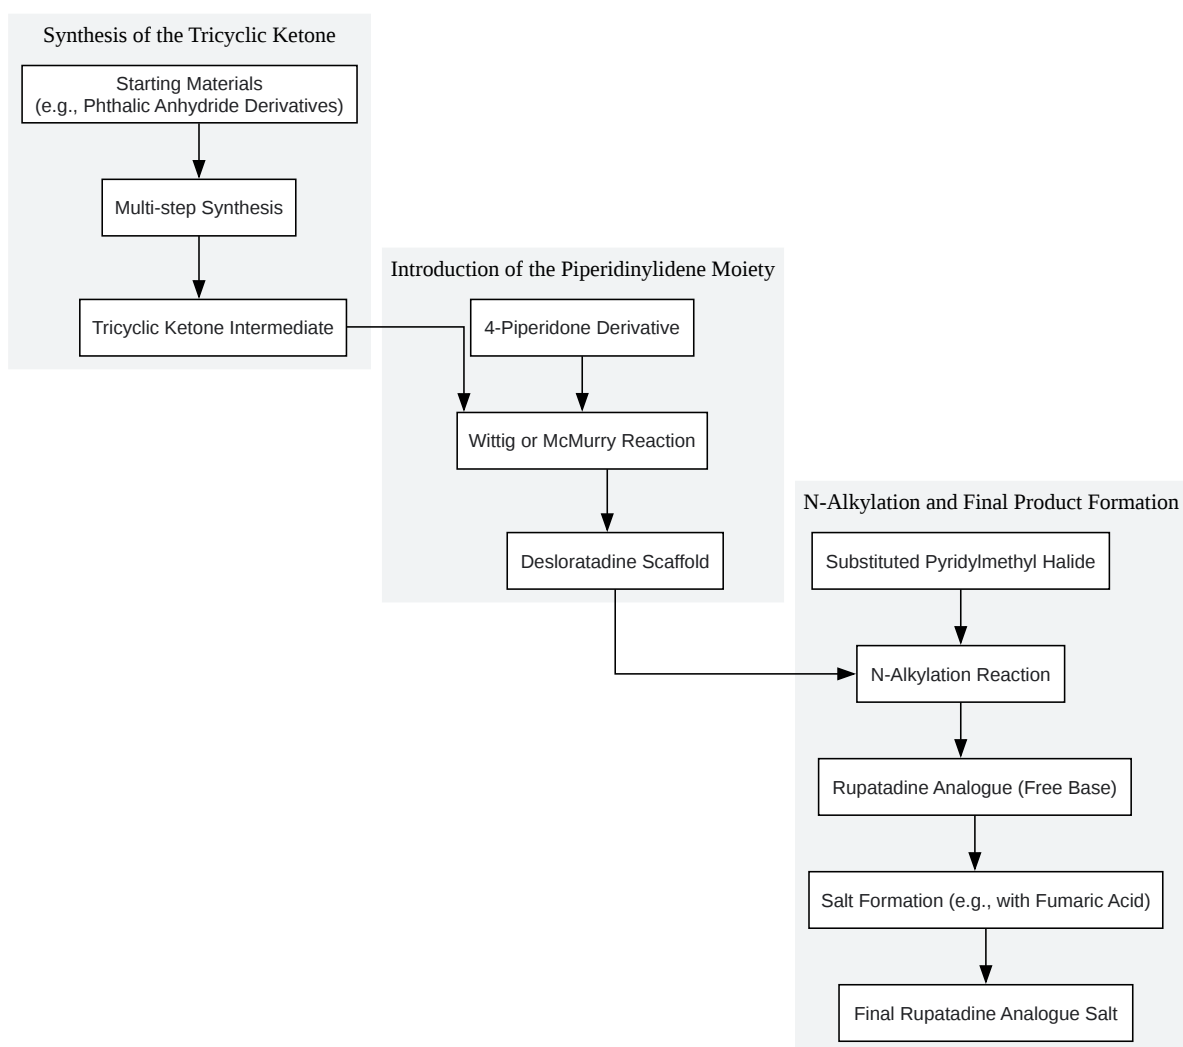 Synthesis of the Tricyclic Ketone
Starting Materials
(e.g., Phthalic Anhydride Derivatives)
Multi-step Synthesis
Tricyclic Ketone Intermediate
Introduction of the Piperidinylidene Moiety
4-Piperidone Derivative
Wittig or McMurry Reaction
Desloratadine Scaffold
N-Alkylation and Final Product Formation
Substituted Pyridylmethyl Halide
N-Alkylation Reaction
Rupatadine Analogue (Free Base)
Salt Formation (e.g., with Fumaric Acid)
Final Rupatadine Analogue Salt